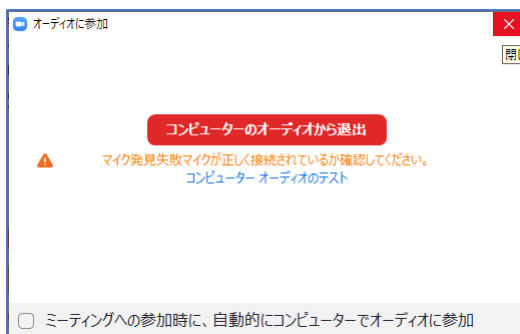 オーディオに参加
コンピューターのオーディオから退出
マイク発見失敗マイクが正しく接続されているか確認してください。
コンピューター オーディオのテスト
ミーティングへの参加時に、自動的にコンピューターでオーディオに参加